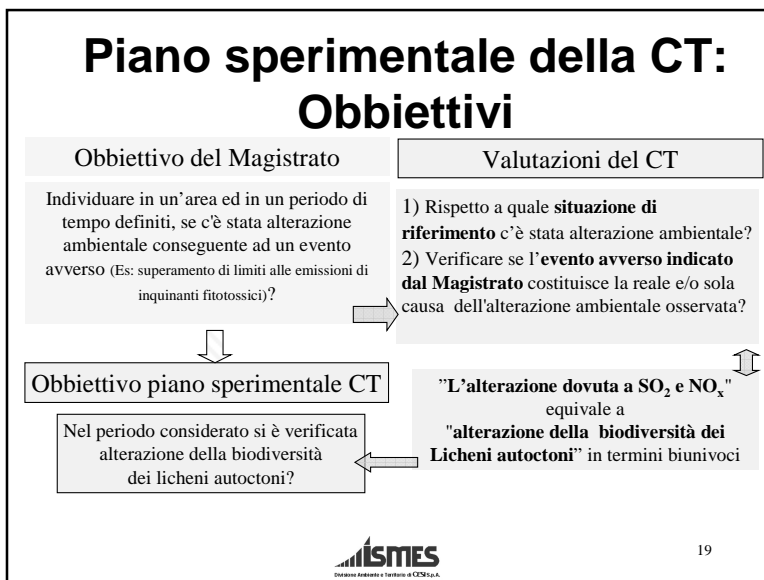 Piano sperimentale della CT:
Obbiettivi
Obbiettivo del Magistrato
Individuare in un'area ed in un periodo di
tempo definiti, se c'è stata alterazione
ambientale conseguente ad un evento
avverso (Es: superamento di limiti alle emissioni di
inquinanti fitotossici)?
Valutazioni del CT
1) Rispetto a quale situazione di
riferimento c'è stata alterazione ambientale?
2) Verificare se l'evento avverso indicato
dal Magistrato costituisce la reale e/o sola
causa dell'alterazione ambientale osservata?
"L'alterazione dovuta a SO₂ e NOₓ"
equivale a
"alterazione della biodiversità dei
Licheni autoctoni" in termini biunivoci
Obbiettivo piano sperimentale CT
Nel periodo considerato si è verificata
alterazione della biodiversità
dei licheni autoctoni?
ISMES
Divisione Ambiente e Territorio di CESI S.p.A.
19